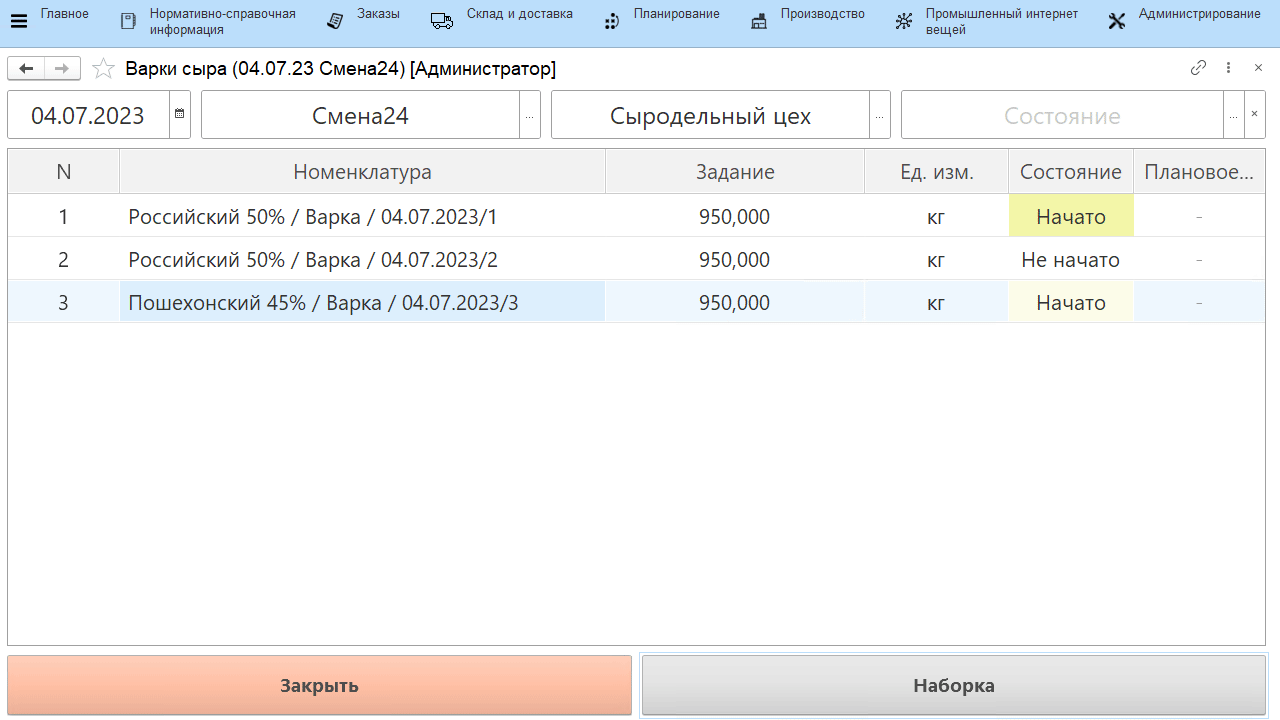 Главное
Нормативно-справочная
информация
Заказы
Склад и доставка
Планирование
Производство
Промышленный интернет
вещей
Администрирование
Варки сыра (04.07.23 Смена24) [Администратор]
04.07.2023
Смена24
...
Сыродельный цех
...
Состояние
...
N Номенклатура Задание Ед. изм. Состояние Плановое...
1 Российский 50% / Варка / 04.07.2023/1 950,000 кг Начато -
2 Российский 50% / Варка / 04.07.2023/2 950,000 кг Не начато -
3 Пошехонский 45% / Варка / 04.07.2023/3 950,000 кг Начато -
Закрыть
Наборка